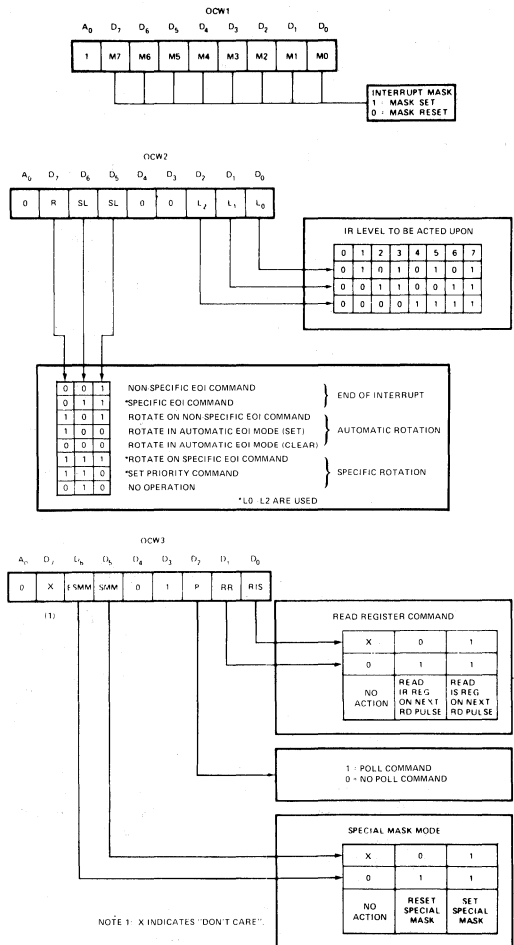 OCW1
A0 D7 D6 D5 D4 D3 D2 D1 D0
1 M7 M6 M5 M4 M3 M2 M1 M0
INTERRUPT MASK
1 = MASK SET
0 = MASK RESET
OCW2
A0 D7 D6 D5 D4 D3 D2 D1 D0
0 R SL SL 0 0 L2 L1 L0
IR LEVEL TO BE ACTED UPON
0 1 2 3 4 5 6 7
0 1 0 1 0 1 0 1
0 0 1 1 0 0 1 1
0 0 0 0 1 1 1 1
0 0 1 NON-SPECIFIC EOI COMMAND
0 1 1 *SPECIFIC EOI COMMAND
END OF INTERRUPT
1 0 1 ROTATE ON NON-SPECIFIC EOI COMMAND
1 0 0 ROTATE IN AUTOMATIC EOI MODE (SET)
0 0 0 ROTATE IN AUTOMATIC EOI MODE (CLEAR)
AUTOMATIC ROTATION
1 1 1 *ROTATE ON SPECIFIC EOI COMMAND
1 1 0 *SET PRIORITY COMMAND
0 1 0 NO OPERATION
SPECIFIC ROTATION
*L0 - L2 ARE USED
OCW3
A0 D7 D6 D5 D4 D3 D2 D1 D0
0 X ESMM SMM 0 1 P RR RIS
(1)
READ REGISTER COMMAND
X 0 1
0 1 1
NO ACTION
READ IR REG ON NEXT RD PULSE
READ IS REG ON NEXT RD PULSE
1 = POLL COMMAND
0 = NO POLL COMMAND
SPECIAL MASK MODE
X 0 1
0 1 1
NO ACTION
RESET SPECIAL MASK
SET SPECIAL MASK
NOTE 1: X INDICATES "DON'T CARE".